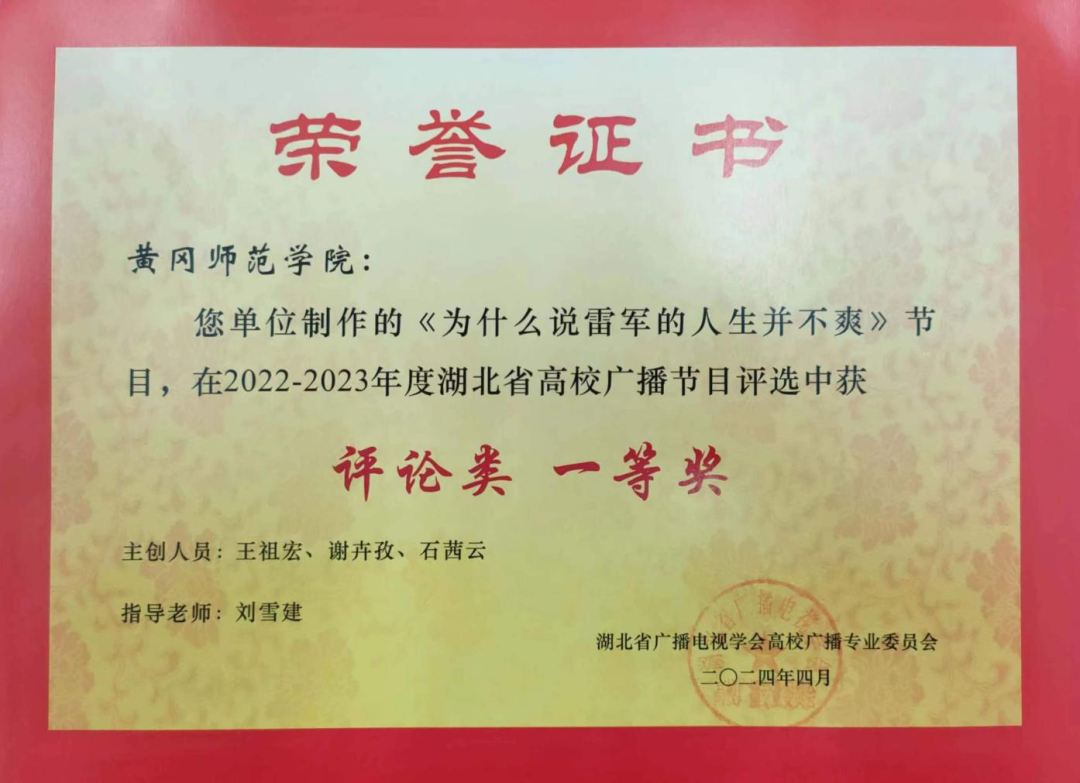 荣誉证书
黄冈师范学院：
您单位制作的《为什么说雷军的人生并不爽》节
目，在2022-2023年度湖北省高校广播节目评选中获
评论类 一等奖
主创人员：王祖宏、谢卉孜、石茜云
指导老师：刘雪建
湖北省广播电视学会高校广播专业委员会
二〇二四年四月